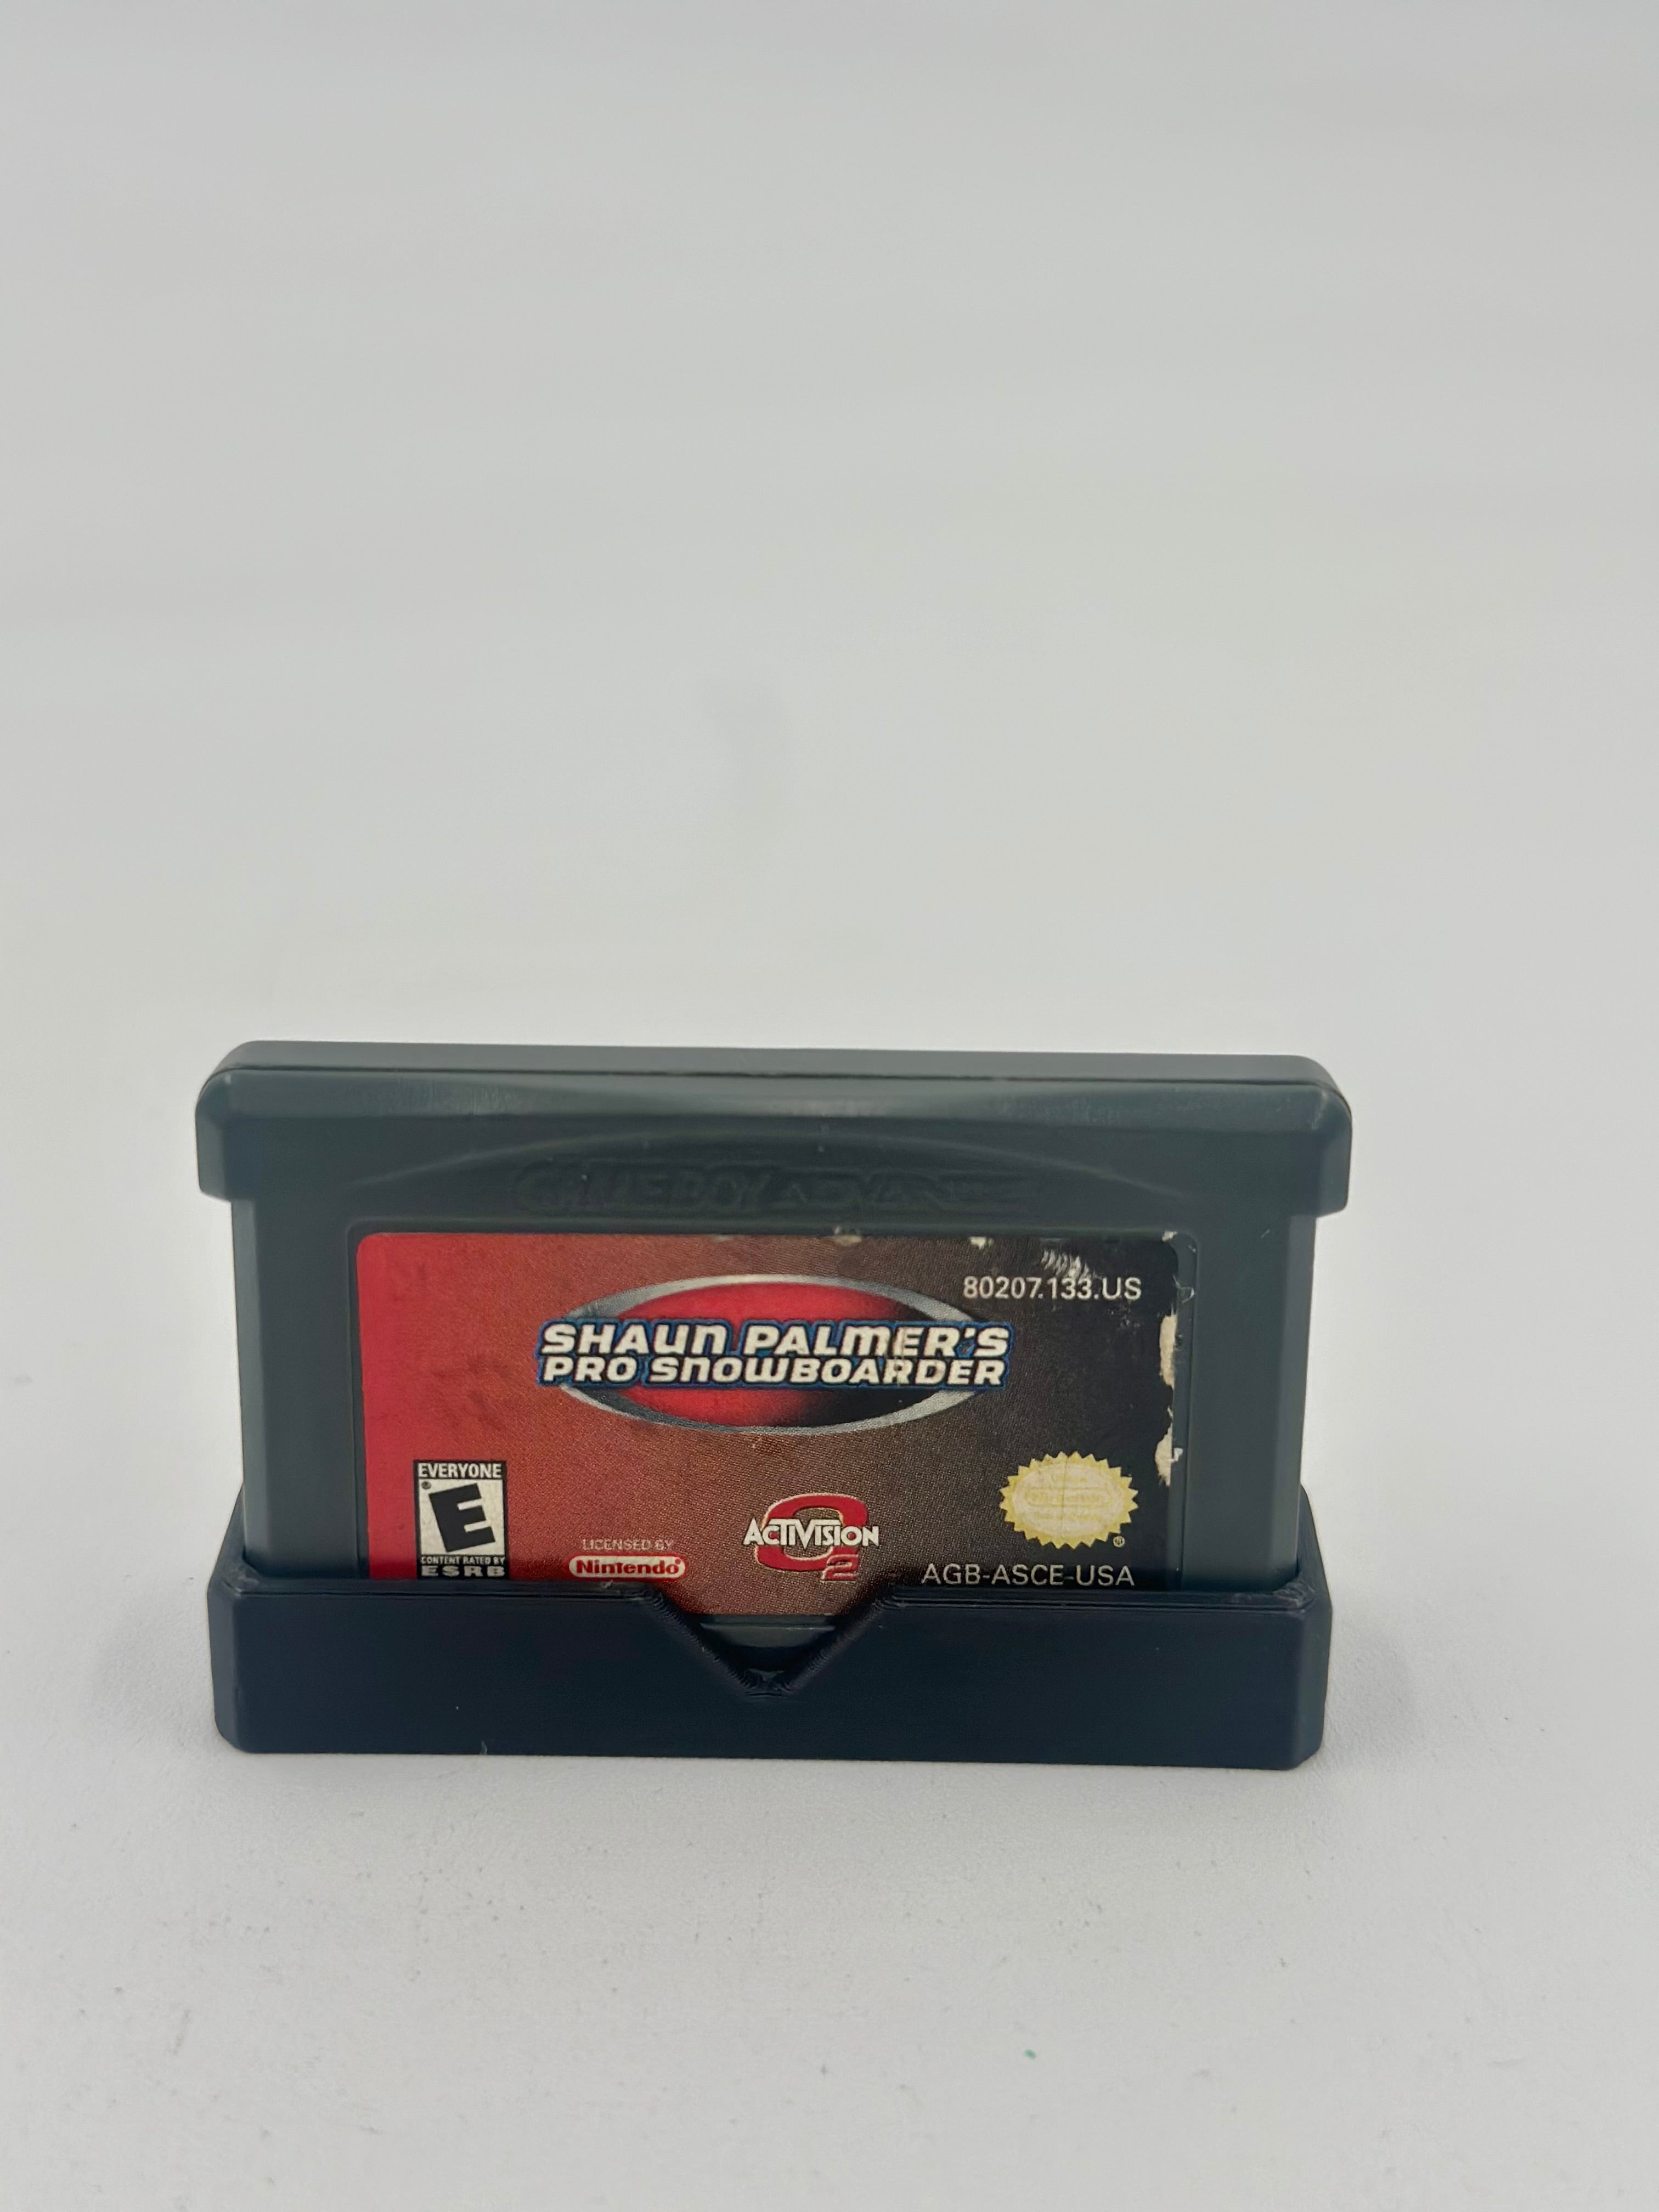 GAME BOY ADVANCE
80207.133.US
SHAUN PALMER'S
PRO SNOWBOARDER
EVERYONE
E
CONTENT RATED BY
ESRB
LICENSED BY
Nintendo
ACTIVISION
O2
AGB-ASCE-USA